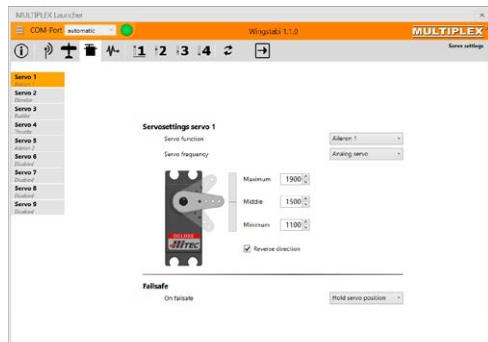 MULTIPLEX Launcher
COM-Port automatic Wingstabi 1.1.0 MULTIPLEX
1 2 3 4 Servo settings
Servo 1
Aileron 1
Servo 2
Elevator
Servo 3
Rudder
Servo 4
Throttle
Servo 5
Aileron 2
Servo 6
Disabled
Servo 7
Disabled
Servo 8
Disabled
Servo 9
Disabled
Servosettings servo 1
Servo function Aileron 1
Servo frequency Analog servo
Maximum 1900
Middle 1500
Minimum 1100
Reverse direction
DELUXE
HITEC
Failsafe
On failsafe Hold servo position